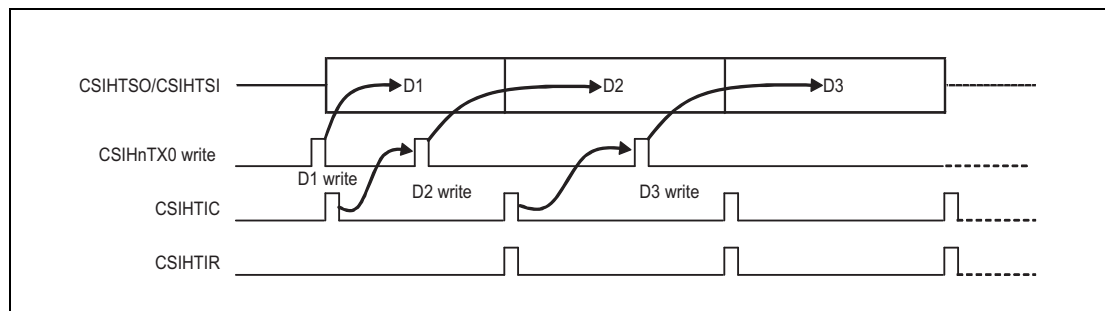 CSIHTSO/CSIHTSI
D1
D2
D3
CSIHnTX0 write
D1 write
D2 write
D3 write
CSIHTIC
CSIHTIR